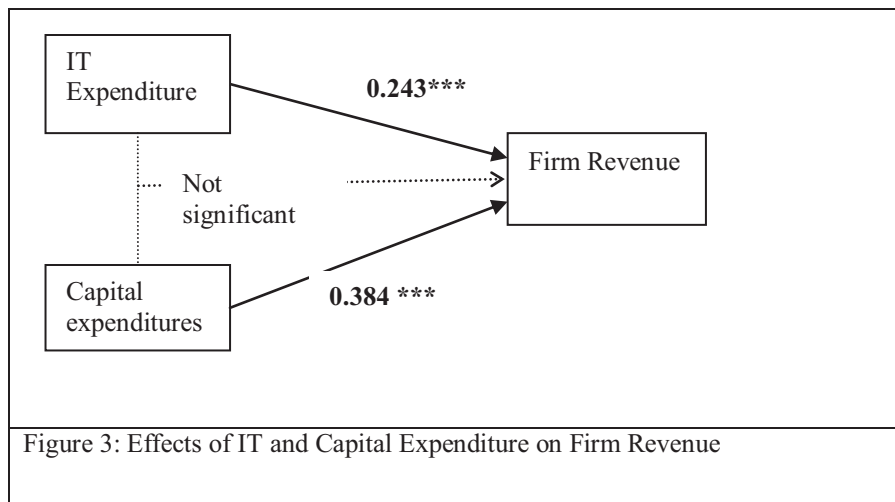 IT
Expenditure
0.243***
Firm Revenue
Not
significant
Capital
expenditures
0.384 ***
Figure 3: Effects of IT and Capital Expenditure on Firm Revenue